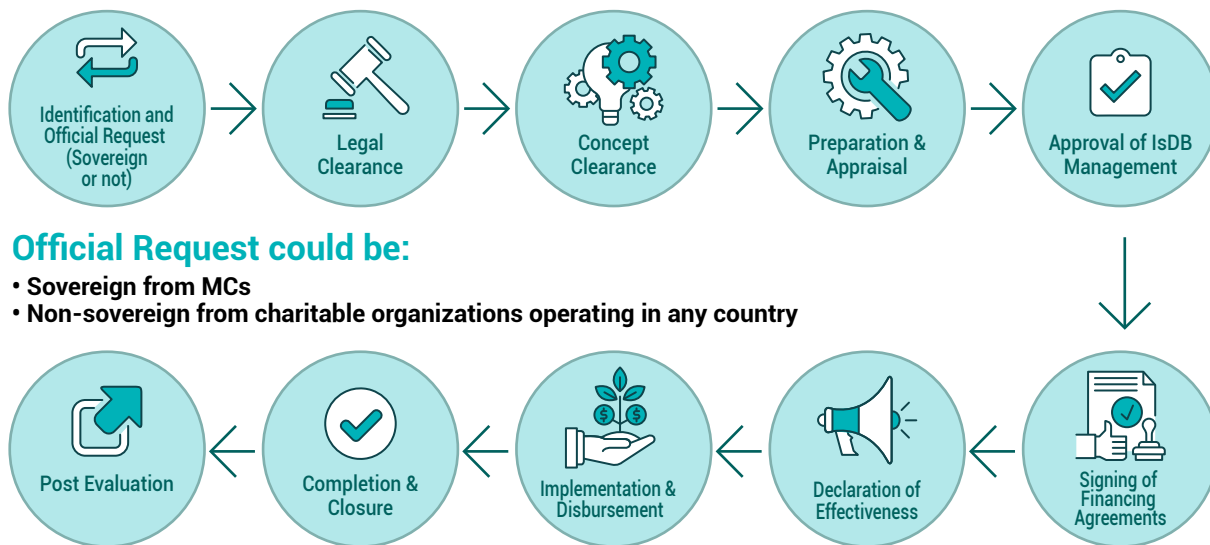 Identification and
Official Request
(Sovereign
or not)
Legal
Clearance
Concept
Clearance
Preparation &
Appraisal
Approval of IsDB
Management
Official Request could be:
• Sovereign from MCs
• Non-sovereign from charitable organizations operating in any country
Post Evaluation
Completion &
Closure
$ $
Implementation &
Disbursement
Declaration of
Effectiveness
Signing of
Financing
Agreements